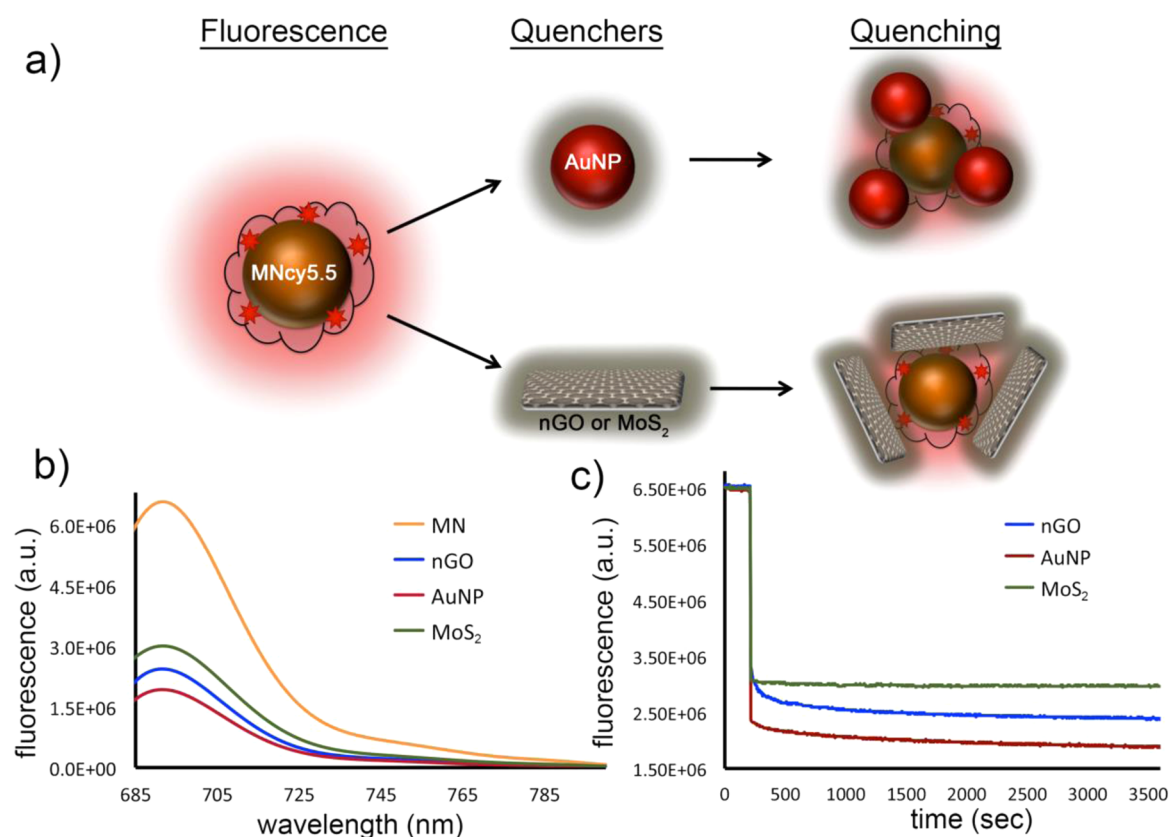 Fluorescence
Quenchers
Quenching
a)
AuNP
MNcy5.5
nGO or MoS₂
b)
fluorescence (a.u.)
6.0E+06
4.5E+06
3.0E+06
1.5E+06
0.0E+00
MN
nGO
AuNP
MoS₂
685
705
725
745
765
785
wavelength (nm)
c)
fluorescence (a.u.)
6.50E+06
5.50E+06
4.50E+06
3.50E+06
2.50E+06
1.50E+06
nGO
AuNP
MoS₂
0
500
1000
1500
2000
2500
3000
3500
time (sec)